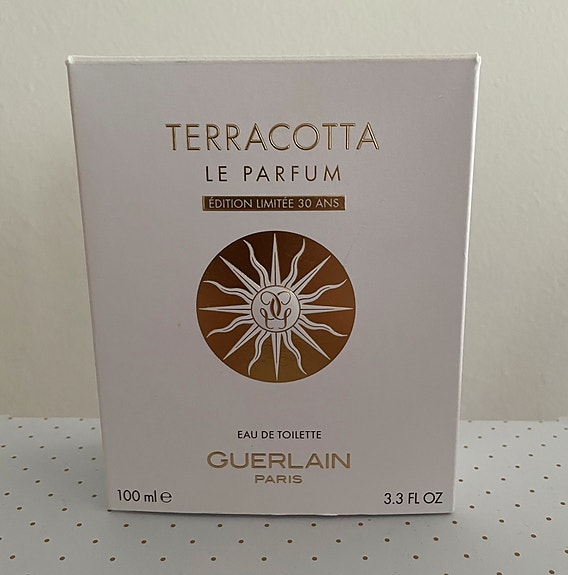 TERRACOTTA
LE PARFUM
ÉDITION LIMITÉE 30 ANS
EAU DE TOILETTE
GUERLAIN
PARIS
100 ml ℮
3.3 FL OZ